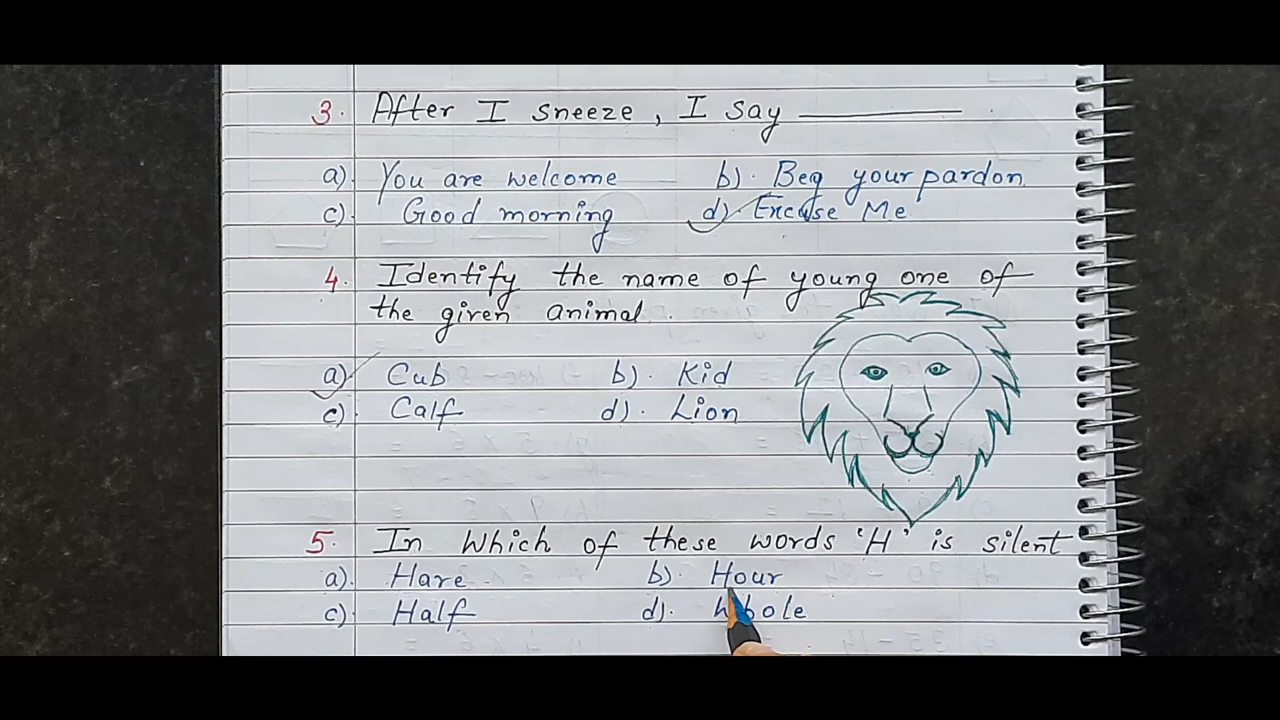 3. After I sneeze, I say ________
a). You are welcome b). Beg your pardon
c). Good morning d). Excuse Me
4. Identify the name of young one of
the given animal.
a) Cub b). Kid
c). Calf d). Lion
5. In Which of these words 'H' is silent
a). Hare b). Hour
c). Half d). Whole